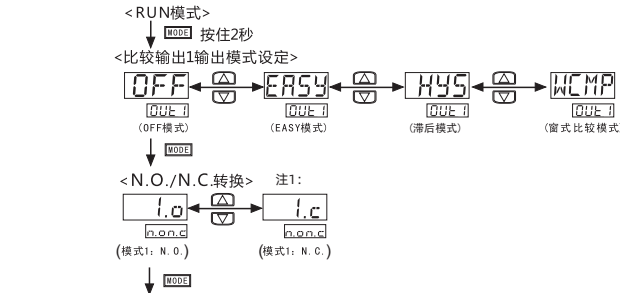 <RUN模式>
MODE 按住2秒
<比较输出1输出模式设定>
OFF EASY HYS WCMP
OUt1 OUt1 OUt1 OUt1
(OFF模式) (EASY模式) (滞后模式) (窗式比较模式
MODE
<N.O./N.C.转换> 注1:
1.o 1.c
n.on.c n.on.c
(模式1: N.O.) (模式1: N.C.)
MODE